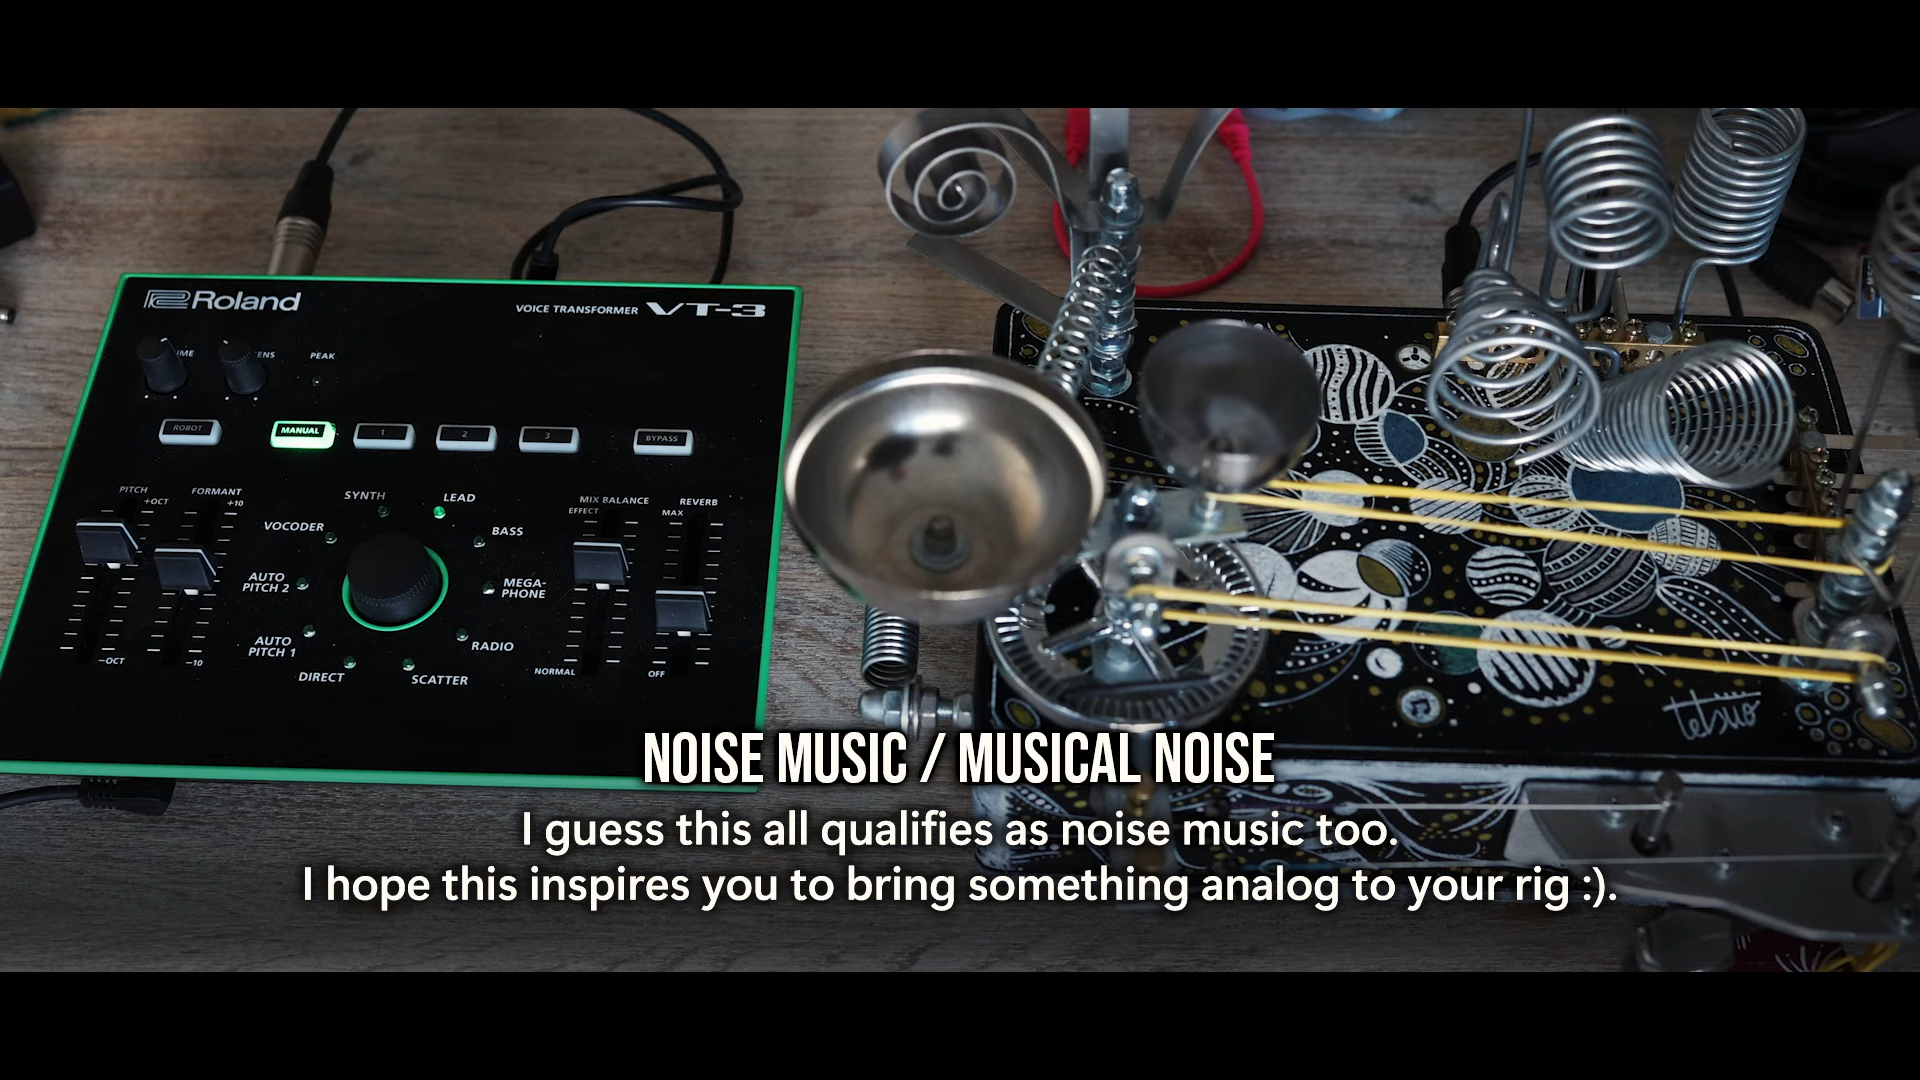 Roland
VOICE TRANSFORMER VT-3
PEAK
ROBOT
MANUAL
1
2
3
BYPASS
PITCH
+OCT
-OCT
FORMANT
+10
-10
SYNTH
LEAD
VOCODER
BASS
AUTO
PITCH 2
MEGA-
PHONE
AUTO
PITCH 1
RADIO
DIRECT
SCATTER
MIX BALANCE
EFFECT
NORMAL
REVERB
MAX
OFF
tetsuo
NOISE MUSIC / MUSICAL NOISE
I guess this all qualifies as noise music too.
I hope this inspires you to bring something analog to your rig :).